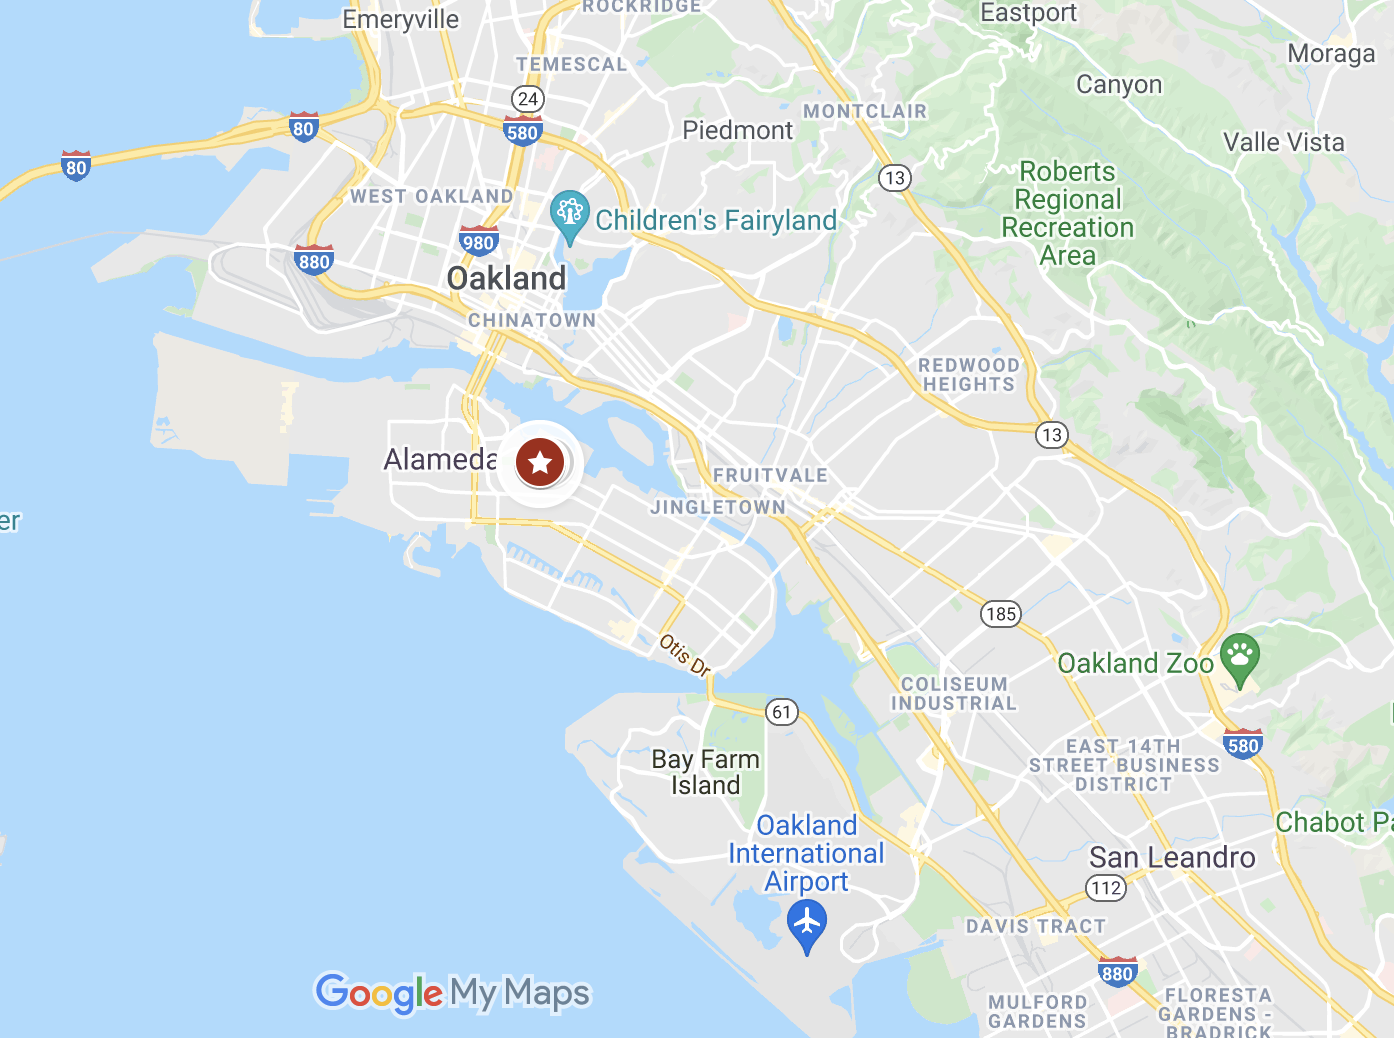 ROCKRIDGE
Eastport
Emeryville
Moraga
TEMESCAL
Canyon
24
MONTCLAIR
80
580
Piedmont
Valle Vista
80
13
Roberts
Regional
Recreation
Area
WEST OAKLAND
Children's Fairyland
980
880
Oakland
CHINATOWN
REDWOOD
HEIGHTS
13
Alameda
FRUITVALE
JINGLETOWN
er
185
Otis Dr
Oakland Zoo
COLISEUM
INDUSTRIAL
61
580
EAST 14TH
STREET BUSINESS
DISTRICT
Bay Farm
Island
Oakland
International
Airport
Chabot Pa
San Leandro
112
DAVIS TRACT
880
Google My Maps
MULFORD
GARDENS
FLORESTA
GARDENS -
BRADRICK